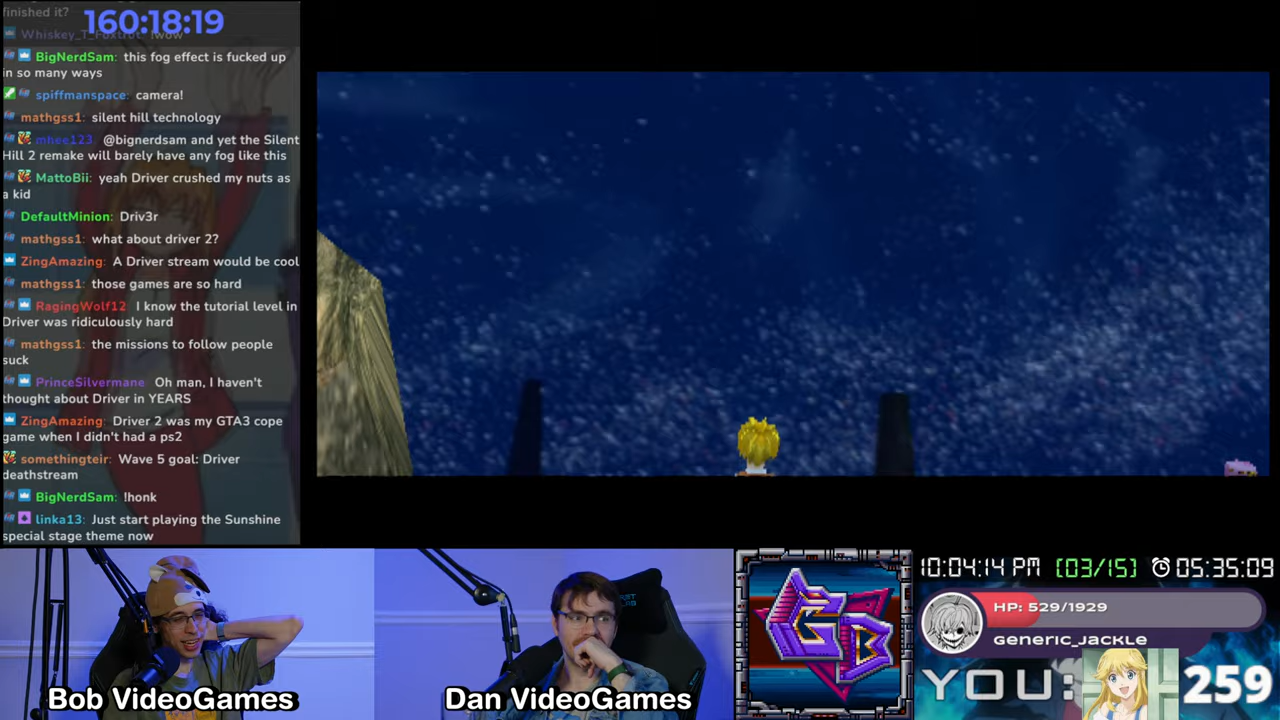 finished it?
160:18:19
Whiskey_T_Foxtrot: !wow
BigNerdSam: this fog effect is fucked up
in so many ways
spiffmanspace: camera!
mathgss1: silent hill technology
mhee123: @bignerdsam and yet the Silent
Hill 2 remake will barely have any fog like this
MattoBii: yeah Driver crushed my nuts as
a kid
DefaultMinion: Driv3r
mathgss1: what about driver 2?
ZingAmazing: A Driver stream would be cool
mathgss1: those games are so hard
RagingWolf12 I know the tutorial level in
Driver was ridiculously hard
mathgss1: the missions to follow people
suck
PrinceSilvermane Oh man, I haven't
thought about Driver in YEARS
ZingAmazing: Driver 2 was my GTA3 cope
game when I didn't had a ps2
somethingteir: Wave 5 goal: Driver
deathstream
BigNerdSam: !honk
linka13: Just start playing the Sunshine
special stage theme now
Bob VideoGames
Dan VideoGames
GB
10:04:14 PM [03/15] 05:35:09
HP: 529/1929
GENERIC_JACKLE
YOU: 259